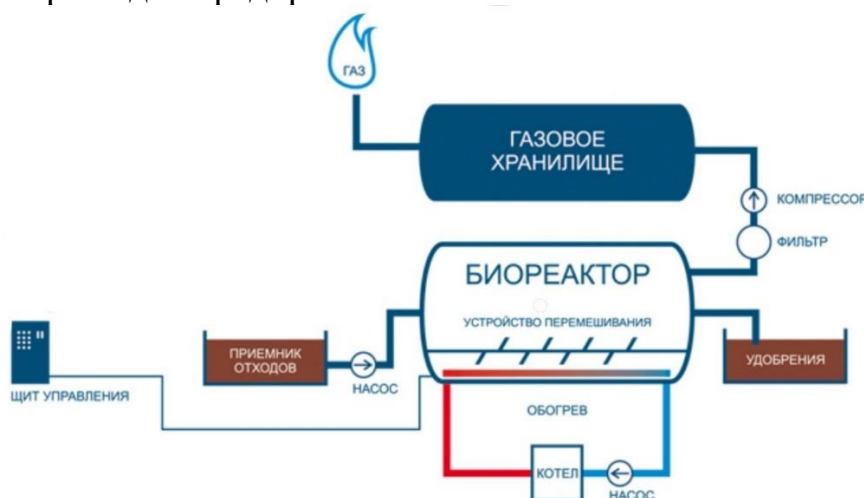 ГАЗ
ГАЗОВОЕ
ХРАНИЛИЩЕ
КОМПРЕССОР
ФИЛЬТР
БИОРЕАКТОР
УСТРОЙСТВО ПЕРЕМЕШИВАНИЯ
ПРИЕМНИК
ОТХОДОВ
НАСОС
УДОБРЕНИЯ
ЩИТ УПРАВЛЕНИЯ
ОБОГРЕВ
КОТЕЛ
НАСОС